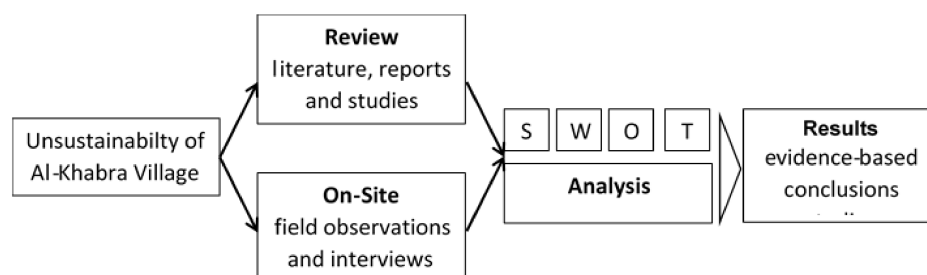 Unsustainabilty of
Al-Khabra Village
Review
literature, reports
and studies
On-Site
field observations
and interviews
S W O T
Analysis
Results
evidence-based
conclusions